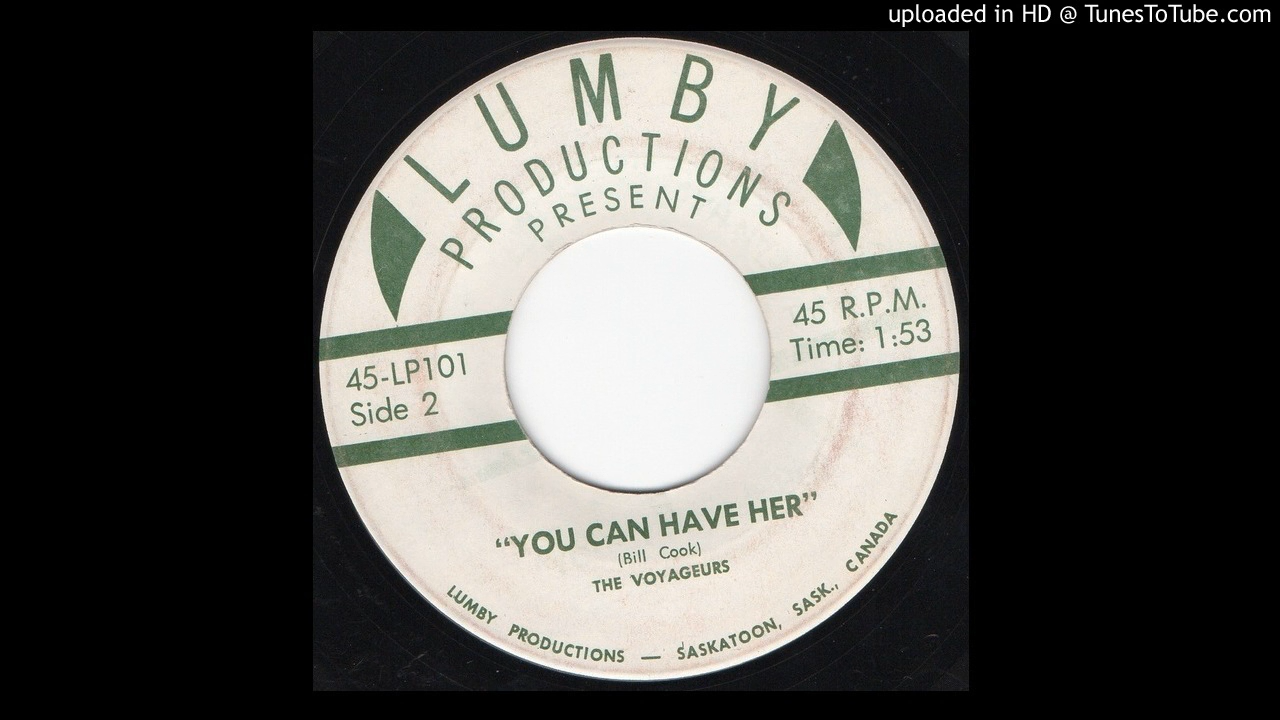 uploaded in HD @ TunesToTube.com
LUMBY
PRODUCTIONS
PRESENT
45 R.P.M.
Time: 1:53
45-LP101
Side 2
“YOU CAN HAVE HER”
(Bill Cook)
THE VOYAGEURS
LUMBY PRODUCTIONS — SASKATOON, SASK., CANADA